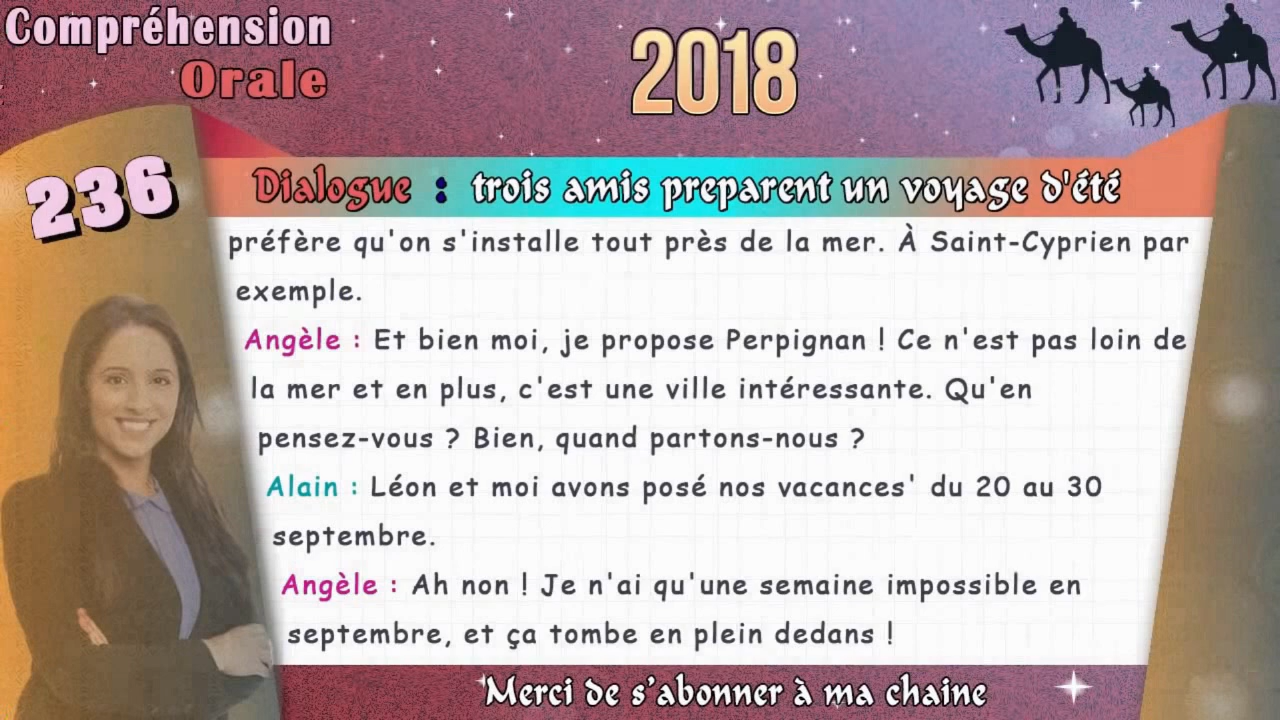 Compréhension
Orale
2018
236
Dialogue : trois amis preparent un voyage d'été
préfère qu'on s'installe tout près de la mer. À Saint-Cyprien par
exemple.
Angèle : Et bien moi, je propose Perpignan ! Ce n'est pas loin de
la mer et en plus, c'est une ville intéressante. Qu'en
pensez-vous ? Bien, quand partons-nous ?
Alain : Léon et moi avons posé nos vacances' du 20 au 30
septembre.
Angèle : Ah non ! Je n'ai qu'une semaine impossible en
septembre, et ça tombe en plein dedans !
Merci de s'abonner à ma chaine